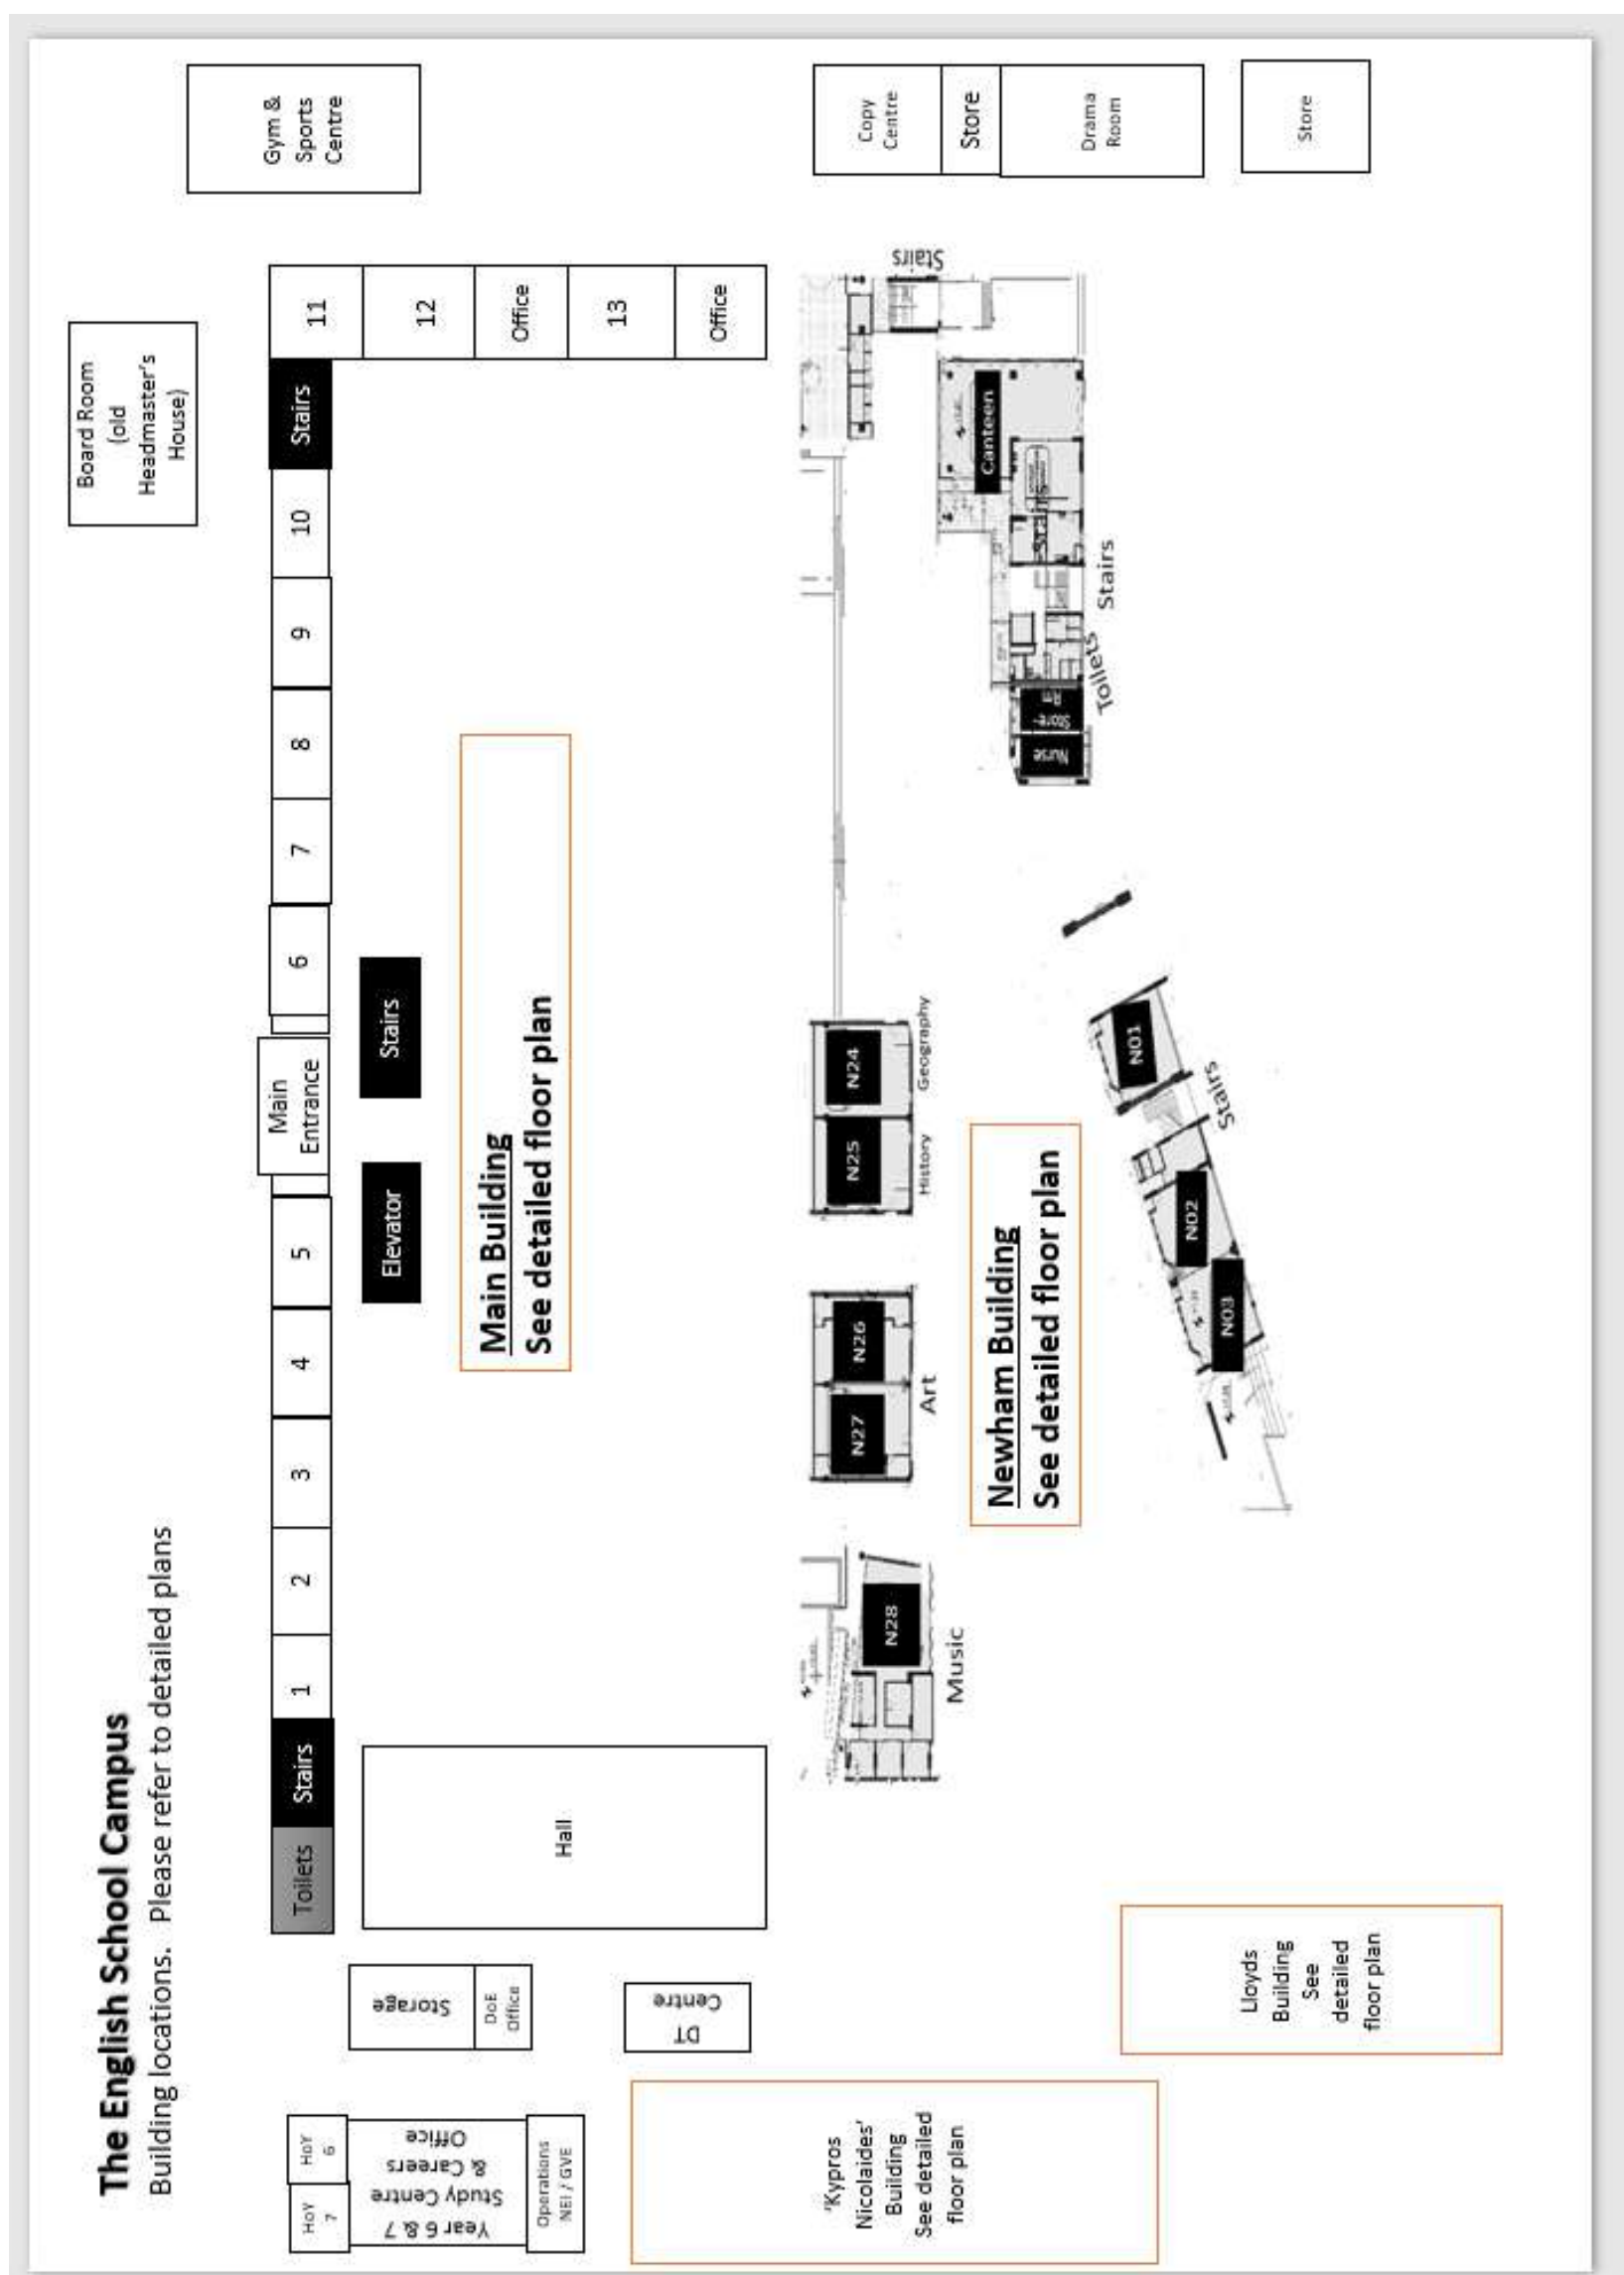 The English School Campus
Building locations.  Please refer to detailed plans
Board Room
(old
Headmaster's
House)
Gym &
Sports
Centre
Toilets
Stairs
1
2
3
4
5
Main
Entrance
6
7
8
9
10
Stairs
11
12
Office
13
Office
Elevator
Stairs
Main Building
See detailed floor plan
Hall
HoY
7
HoY
6
Year 6 & 7
Study Centre
& Careers
Office
Operations
NEI / GVE
Storage
DoE
Office
DT
Centre
'Kypros
Nicolaides'
Building
See detailed
floor plan
Lloyds
Building
See
detailed
floor plan
N28
Music
N27
N26
Art
N25
N24
History
Geography
Newham Building
See detailed floor plan
N03
N02
N01
Stairs
Nurse
Store-
Rm
Toilets
Stairs
Stairs
Canteen
Stairs
Copy
Centre
Store
Drama
Room
Store